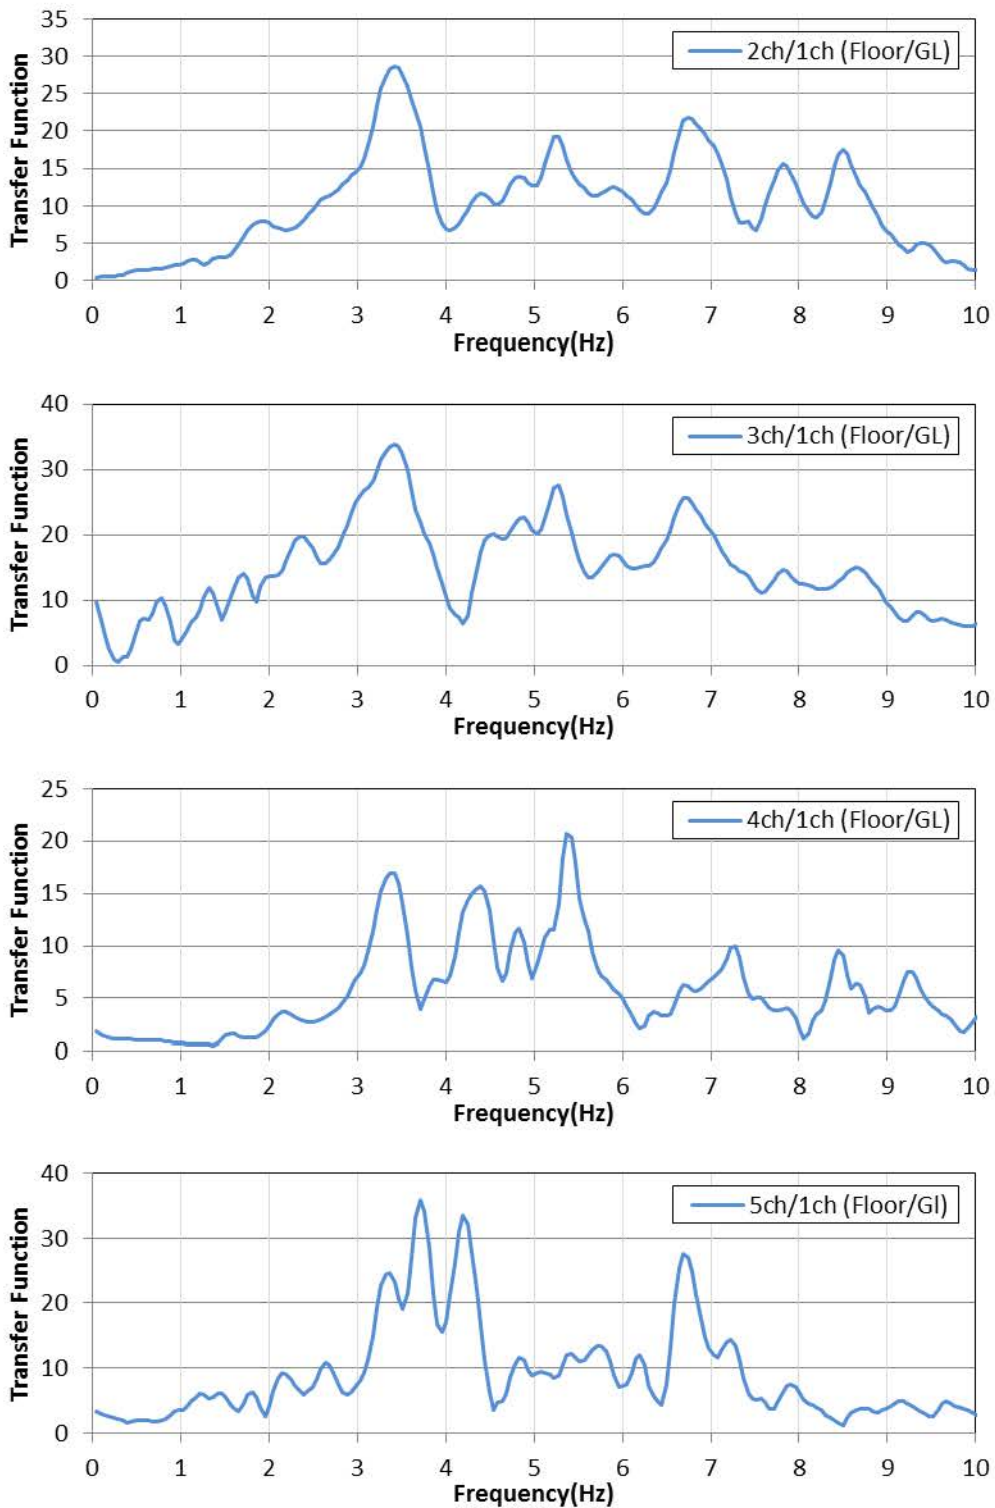 35
30
25
20
15
10
5
0
Transfer Function
2ch/1ch (Floor/GL)
0 1 2 3 4 5 6 7 8 9 10
Frequency(Hz)
40
30
20
10
0
Transfer Function
3ch/1ch (Floor/GL)
0 1 2 3 4 5 6 7 8 9 10
Frequency(Hz)
25
20
15
10
5
0
Transfer Function
4ch/1ch (Floor/GL)
0 1 2 3 4 5 6 7 8 9 10
Frequency(Hz)
40
30
20
10
0
Transfer Function
5ch/1ch (Floor/Gl)
0 1 2 3 4 5 6 7 8 9 10
Frequency(Hz)